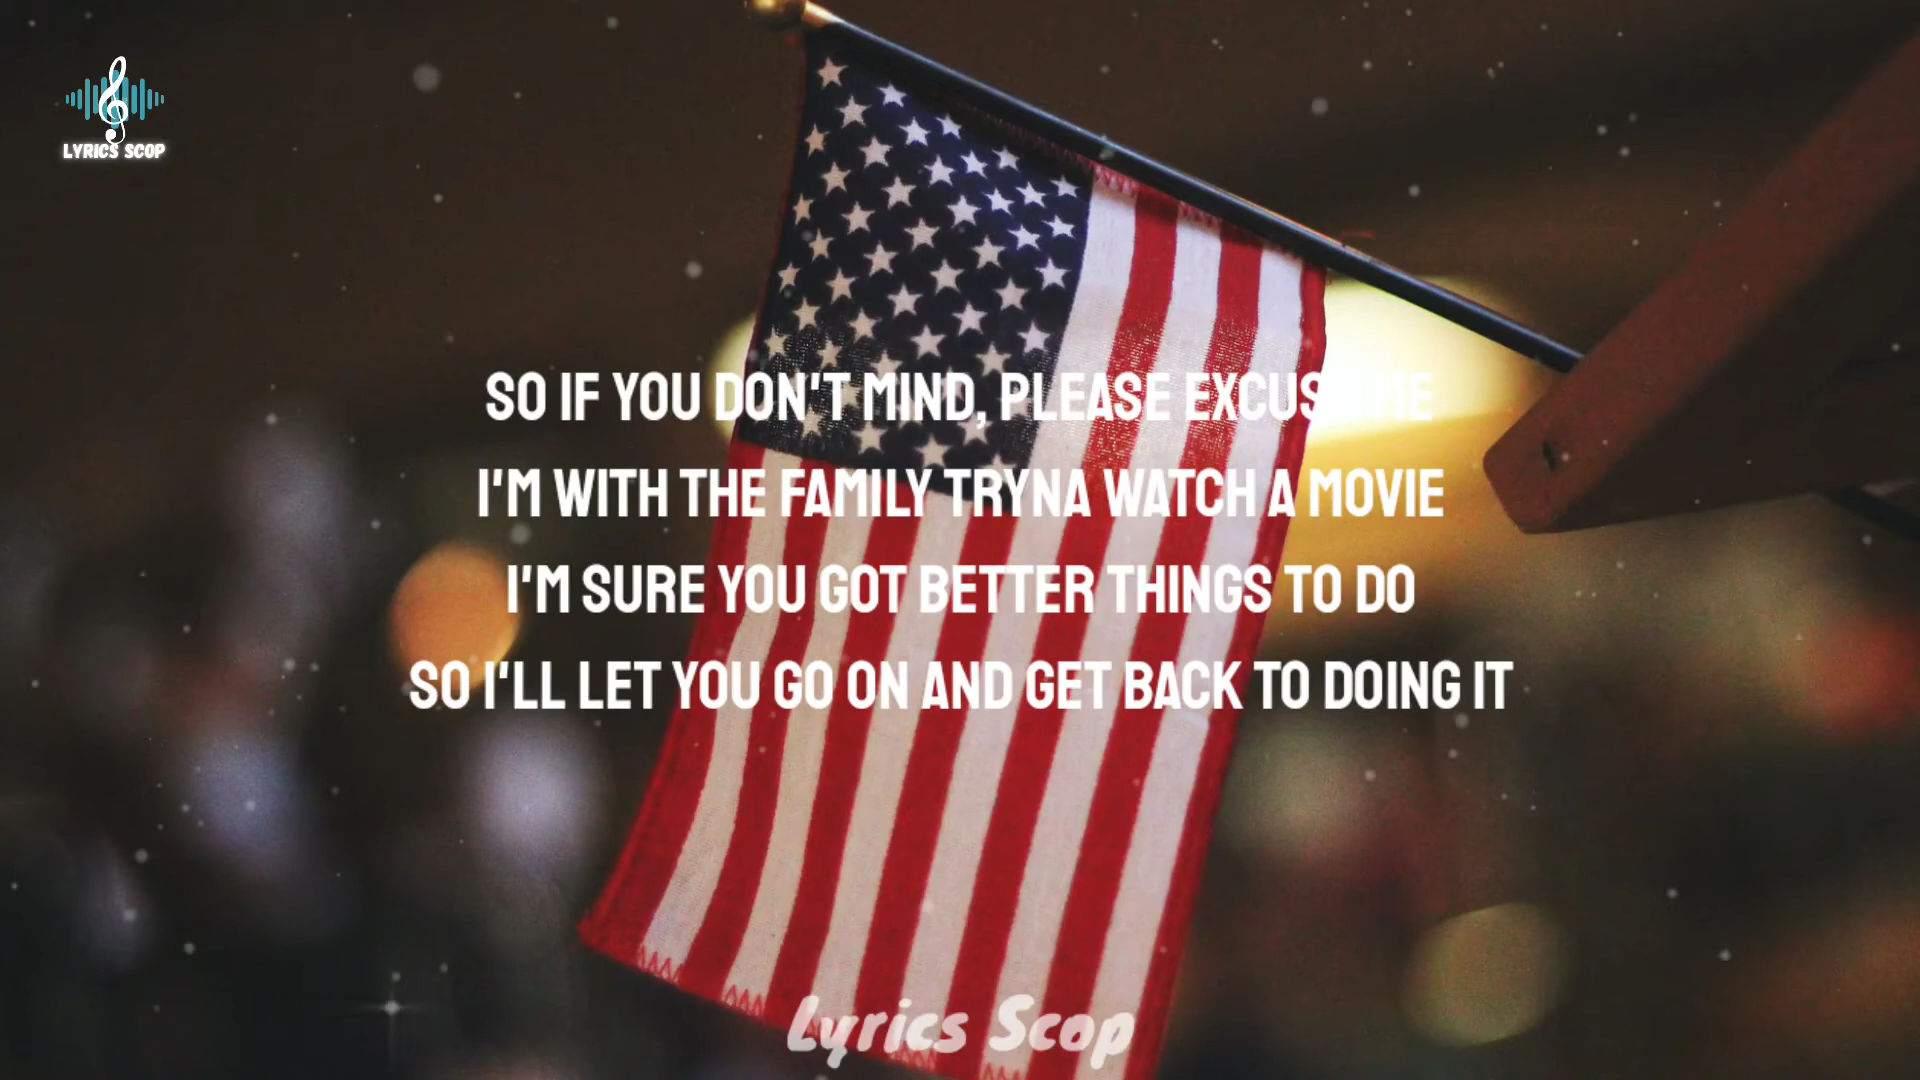 LYRICS SCOP
SO IF YOU DON'T MIND, PLEASE EXCUSE ME
I'M WITH THE FAMILY TRYNA WATCH A MOVIE
I'M SURE YOU GOT BETTER THINGS TO DO
SO I'LL LET YOU GO ON AND GET BACK TO DOING IT
Lyrics Scop